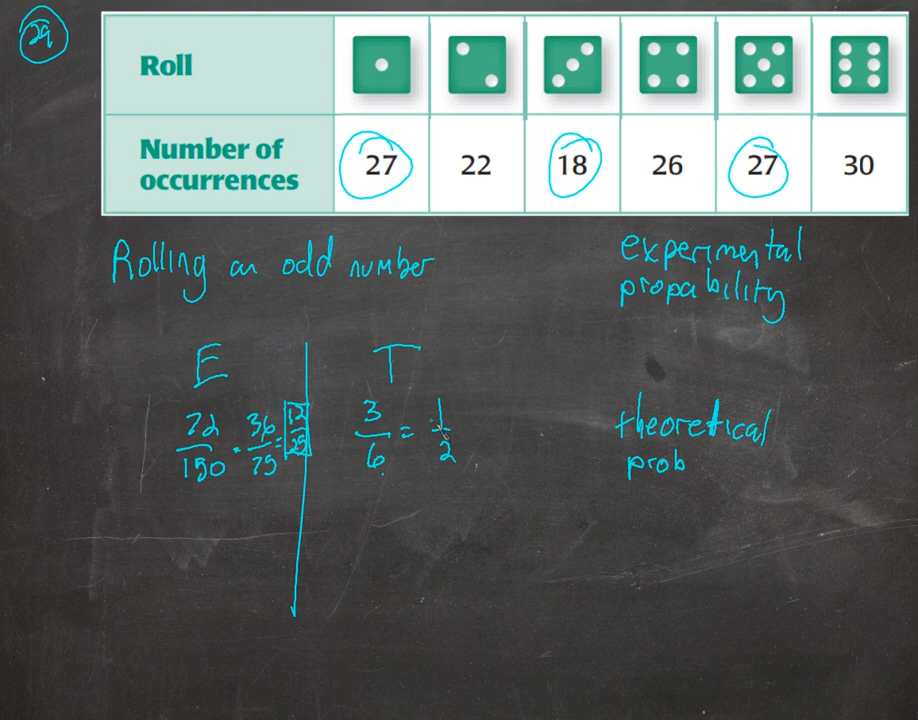 29
Roll
Number of occurrences
27 22 18 26 27 30
Rolling an odd number
experimental
propability
E T
72/150 = 36/75 = 12/25
3/6 = 1/2
theoretical
prob